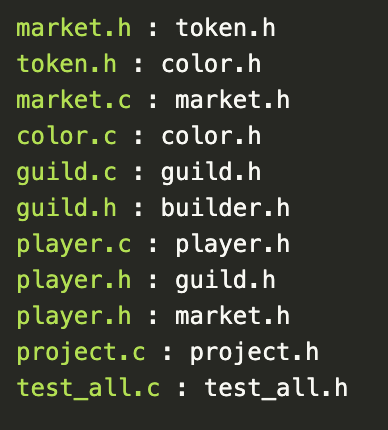 market.h : token.h
token.h : color.h
market.c : market.h
color.c : color.h
guild.c : guild.h
guild.h : builder.h
player.c : player.h
player.h : guild.h
player.h : market.h
project.c : project.h
test_all.c : test_all.h